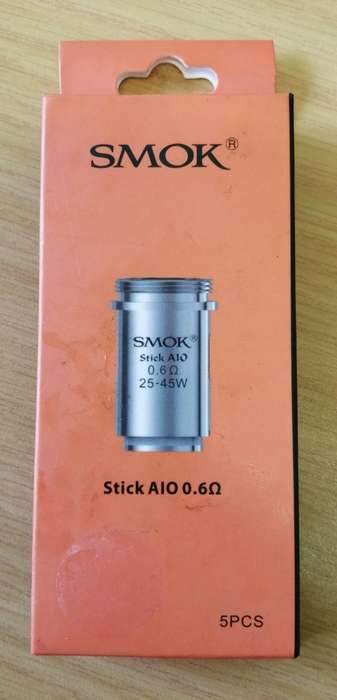 SMOK®
SMOK
Stick AIO
0.6Ω
25-45W
Stick AIO 0.6Ω
5PCS